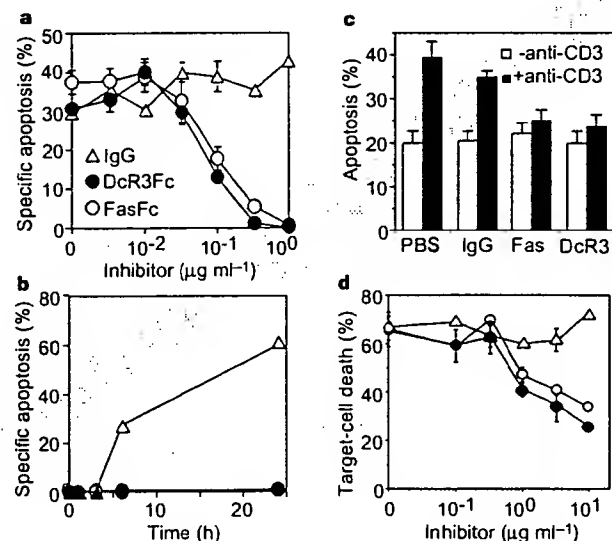 a
Specific apoptosis (%)
50
40
30
20
10
0
IgG
DcR3Fc
FasFc
0 10-2 10-1 100
Inhibitor (μg ml–1)
b
Specific apoptosis (%)
80
60
40
20
0
0 10 20
Time (h)
c
Apoptosis (%)
40
30
20
10
-anti-CD3
+anti-CD3
PBS IgG Fas DcR3
d
Target-cell death (%)
80
60
40
20
0
0 10-1 100 101
Inhibitor (μg ml–1)